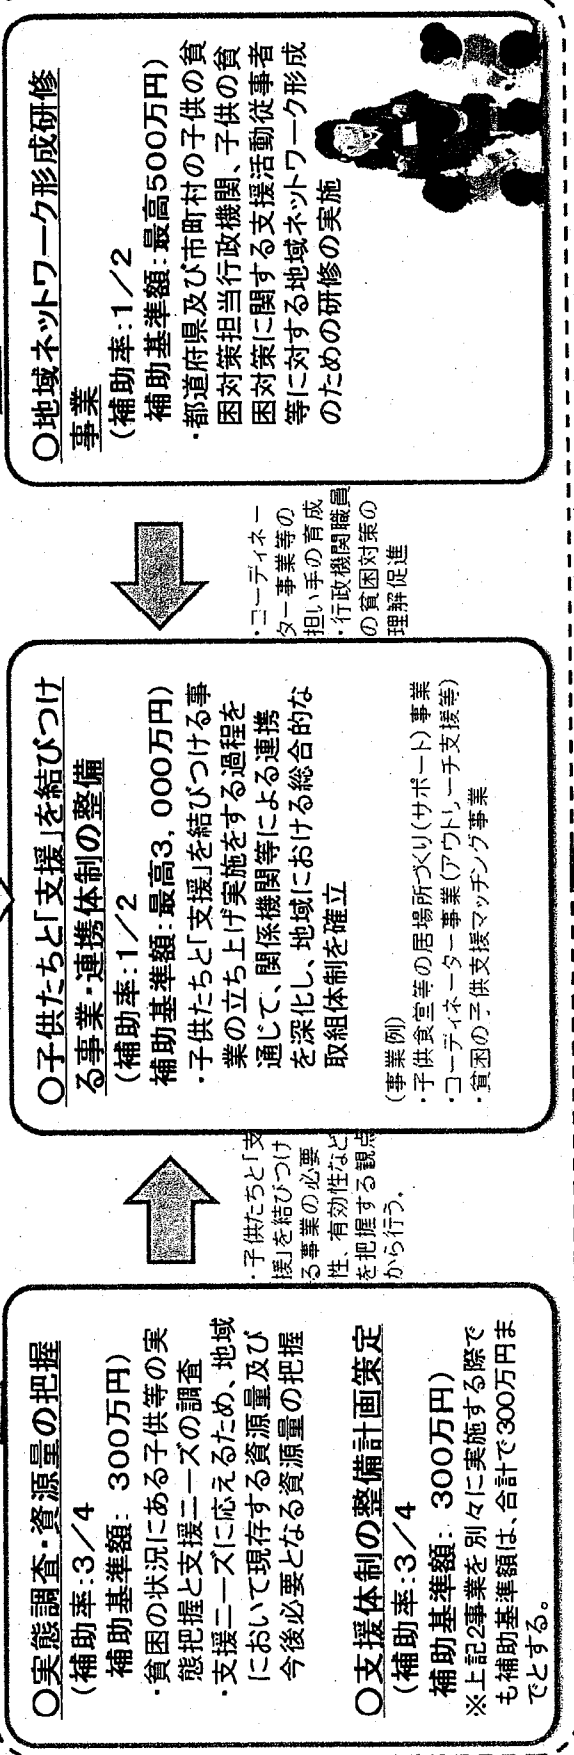 〇実態調査・資源量の把握
(補助率:3/4
補助基準額: 300万円)
・貧困の状況にある子供等の実
態把握と支援ニーズの調査
・支援ニーズに応えるため、地域
において現存する資源量及び
今後必要となる資源量の把握
〇支援体制の整備計画策定
(補助率:3/4
補助基準額: 300万円)
※上記2事業を別々に実施する際で
も補助基準額は、合計で300万円ま
でとする。
・子供たちと「支
援」を結びつけ
る事業の必要
性、有効性など
を把握する観点
から行う。
〇子供たちと「支援」を結びつけ
る事業・連携体制の整備
(補助率:1/2
補助基準額:最高3,000万円)
・子供たちと「支援」を結びつける事
業の立ち上げ実施をする過程を
通じて、関係機関等による連携
を深化し、地域における総合的な
取組体制を確立
(事業例)
・子供食堂等の居場所づくり(サポート)事業
・コーディネーター事業(アウトリーチ支援等)
・貧困の子供支援マッチング事業
・コーディネー
ター事業等の
担い手の育成
・行政機関職員
の貧困対策の
理解促進
〇地域ネットワーク形成研修
事業
(補助率:1/2
補助基準額:最高500万円)
・都道府県及び市町村の子供の貧
困対策担当行政機関、子供の貧
困対策に関する支援活動従事者
等に対する地域ネットワーク形成
のための研修の実施